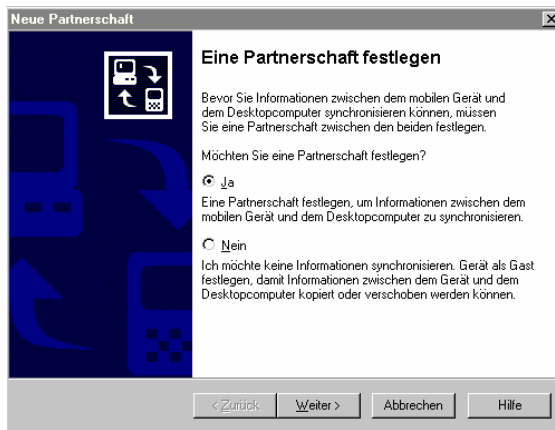 Neue Partnerschaft
Eine Partnerschaft festlegen
Bevor Sie Informationen zwischen dem mobilen Gerät und
dem Desktopcomputer synchronisieren können, müssen
Sie eine Partnerschaft zwischen den beiden festlegen.
Möchten Sie eine Partnerschaft festlegen?
Ja
Eine Partnerschaft festlegen, um Informationen zwischen dem
mobilen Gerät und dem Desktopcomputer zu synchronisieren.
Nein
Ich möchte keine Informationen synchronisieren. Gerät als Gast
festlegen, damit Informationen zwischen dem Gerät und dem
Desktopcomputer kopiert oder verschoben werden können.
< Zurück Weiter > Abbrechen Hilfe